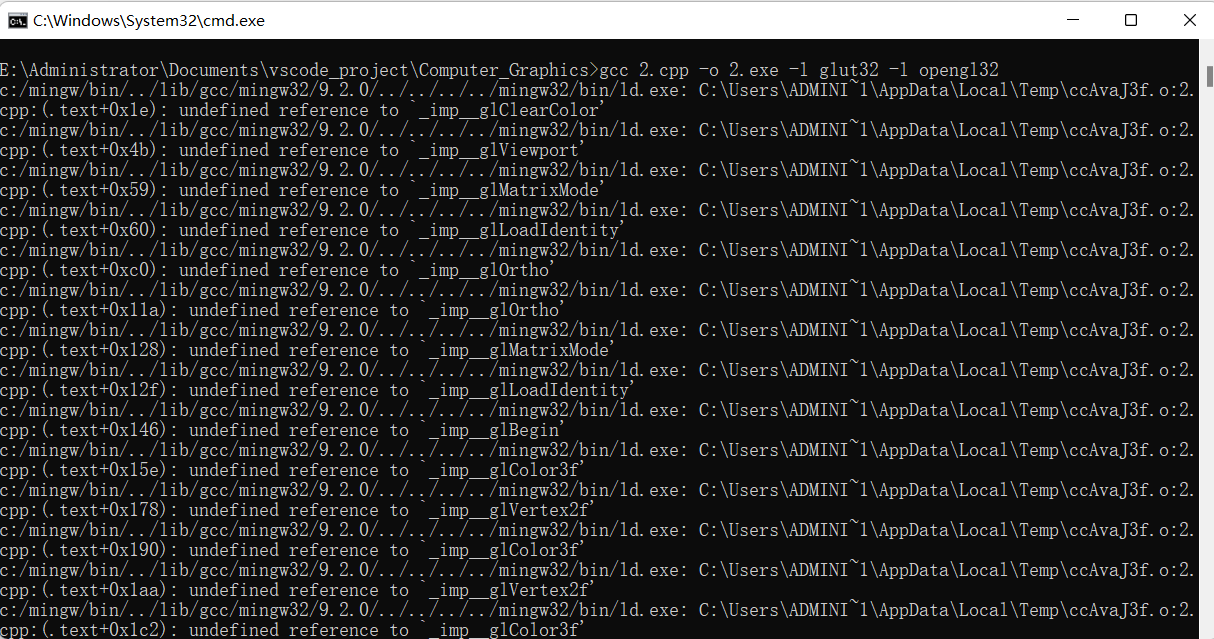 C:\Windows\System32\cmd.exe
E:\Administrator\Documents\vscode_project\Computer_Graphics>gcc 2.cpp -o 2.exe -l glut32 -l opengl32
c:/mingw/bin/../lib/gcc/mingw32/9.2.0/../../../../mingw32/bin/ld.exe: C:\Users\ADMINI~1\AppData\Local\Temp\ccAvaJ3f.o:2.
cpp:(.text+0x1e): undefined reference to `_imp__glClearColor'
c:/mingw/bin/../lib/gcc/mingw32/9.2.0/../../../../mingw32/bin/ld.exe: C:\Users\ADMINI~1\AppData\Local\Temp\ccAvaJ3f.o:2.
cpp:(.text+0x4b): undefined reference to `_imp__glViewport'
c:/mingw/bin/../lib/gcc/mingw32/9.2.0/../../../../mingw32/bin/ld.exe: C:\Users\ADMINI~1\AppData\Local\Temp\ccAvaJ3f.o:2.
cpp:(.text+0x59): undefined reference to `_imp__glMatrixMode'
c:/mingw/bin/../lib/gcc/mingw32/9.2.0/../../../../mingw32/bin/ld.exe: C:\Users\ADMINI~1\AppData\Local\Temp\ccAvaJ3f.o:2.
cpp:(.text+0x60): undefined reference to `_imp__glLoadIdentity'
c:/mingw/bin/../lib/gcc/mingw32/9.2.0/../../../../mingw32/bin/ld.exe: C:\Users\ADMINI~1\AppData\Local\Temp\ccAvaJ3f.o:2.
cpp:(.text+0xc0): undefined reference to `_imp__glOrtho'
c:/mingw/bin/../lib/gcc/mingw32/9.2.0/../../../../mingw32/bin/ld.exe: C:\Users\ADMINI~1\AppData\Local\Temp\ccAvaJ3f.o:2.
cpp:(.text+0x11a): undefined reference to `_imp__glOrtho'
c:/mingw/bin/../lib/gcc/mingw32/9.2.0/../../../../mingw32/bin/ld.exe: C:\Users\ADMINI~1\AppData\Local\Temp\ccAvaJ3f.o:2.
cpp:(.text+0x128): undefined reference to `_imp__glMatrixMode'
c:/mingw/bin/../lib/gcc/mingw32/9.2.0/../../../../mingw32/bin/ld.exe: C:\Users\ADMINI~1\AppData\Local\Temp\ccAvaJ3f.o:2.
cpp:(.text+0x12f): undefined reference to `_imp__glLoadIdentity'
c:/mingw/bin/../lib/gcc/mingw32/9.2.0/../../../../mingw32/bin/ld.exe: C:\Users\ADMINI~1\AppData\Local\Temp\ccAvaJ3f.o:2.
cpp:(.text+0x146): undefined reference to `_imp__glBegin'
c:/mingw/bin/../lib/gcc/mingw32/9.2.0/../../../../mingw32/bin/ld.exe: C:\Users\ADMINI~1\AppData\Local\Temp\ccAvaJ3f.o:2.
cpp:(.text+0x15e): undefined reference to `_imp__glColor3f'
c:/mingw/bin/../lib/gcc/mingw32/9.2.0/../../../../mingw32/bin/ld.exe: C:\Users\ADMINI~1\AppData\Local\Temp\ccAvaJ3f.o:2.
cpp:(.text+0x178): undefined reference to `_imp__glVertex2f'
c:/mingw/bin/../lib/gcc/mingw32/9.2.0/../../../../mingw32/bin/ld.exe: C:\Users\ADMINI~1\AppData\Local\Temp\ccAvaJ3f.o:2.
cpp:(.text+0x190): undefined reference to `_imp__glColor3f'
c:/mingw/bin/../lib/gcc/mingw32/9.2.0/../../../../mingw32/bin/ld.exe: C:\Users\ADMINI~1\AppData\Local\Temp\ccAvaJ3f.o:2.
cpp:(.text+0x1aa): undefined reference to `_imp__glVertex2f'
c:/mingw/bin/../lib/gcc/mingw32/9.2.0/../../../../mingw32/bin/ld.exe: C:\Users\ADMINI~1\AppData\Local\Temp\ccAvaJ3f.o:2.
cpp:(.text+0x1c2): undefined reference to `_imp__glColor3f'